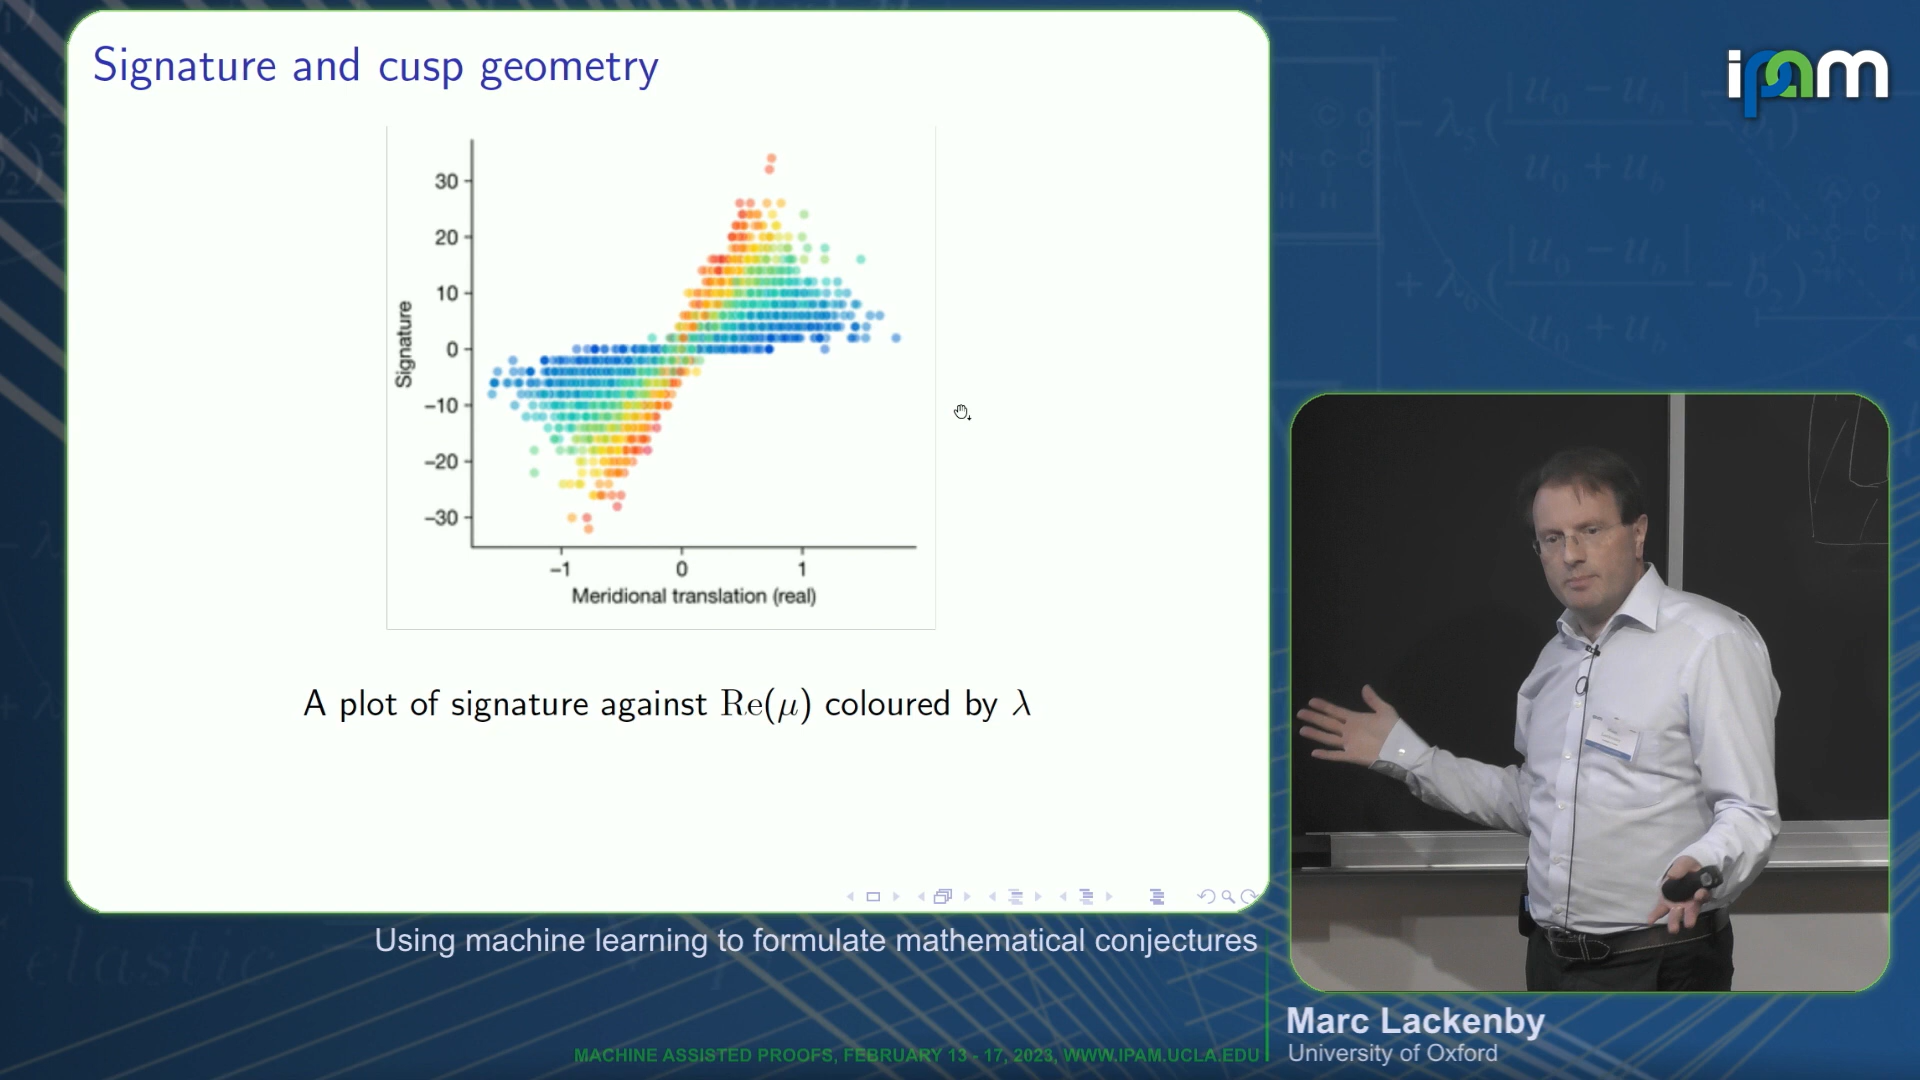 Signature and cusp geometry
30
20
10
0
−10
−20
−30
Signature
−1 0 1
Meridional translation (real)
A plot of signature against Re(μ) coloured by λ
ipam
Using machine learning to formulate mathematical conjectures
Marc Lackenby
University of Oxford
MACHINE ASSISTED PROOFS, FEBRUARY 13 - 17, 2023, WWW.IPAM.UCLA.EDU
elastic